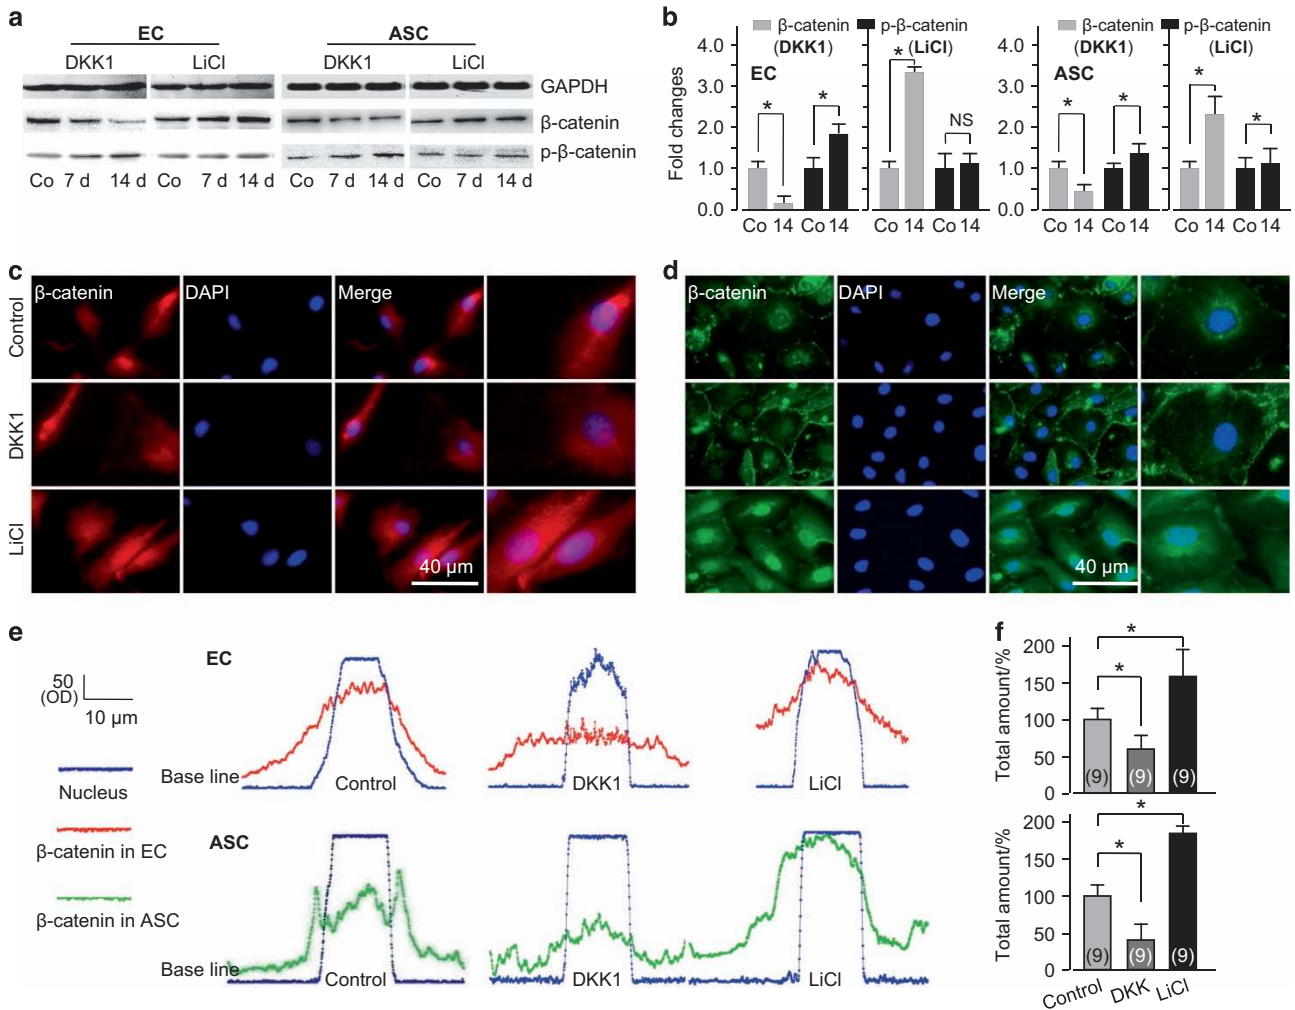 a
EC
ASC
DKK1
LiCl
DKK1
LiCl
GAPDH
β-catenin
p-β-catenin
Co 7 d 14 d Co 7 d 14 d Co 7 d 14 d Co 7 d 14 d
b
β-catenin p-β-catenin
(DKK1) (LiCl)
β-catenin p-β-catenin
(DKK1) (LiCl)
Fold changes
4.0
3.0
2.0
1.0
0.0
EC
*
*
*
NS
Co 14 Co 14 Co 14 Co 14
4.0
3.0
2.0
1.0
0.0
ASC
*
*
*
*
Co 14 Co 14 Co 14 Co 14
c
β-catenin DAPI Merge
Control
DKK1
LiCl
40 μm
d
β-catenin DAPI Merge
40 μm
e
50
(OD)
10 μm
Nucleus
β-catenin in EC
β-catenin in ASC
EC
Base line
Control
DKK1
LiCl
ASC
Base line
Control
DKK1
LiCl
f
Total amount/%
200
150
100
50
0
*
*
(9) (9) (9)
Total amount/%
200
150
100
50
0
*
*
(9) (9) (9)
Control DKK LiCl